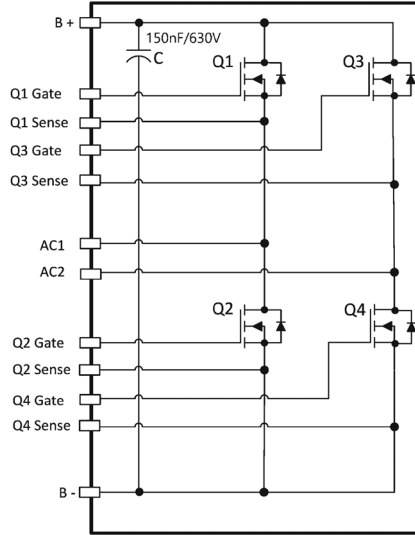 B +
150nF/630V
C
Q1
Q3
Q1 Gate
Q1 Sense
Q3 Gate
Q3 Sense
AC1
AC2
Q2
Q4
Q2 Gate
Q2 Sense
Q4 Gate
Q4 Sense
B -